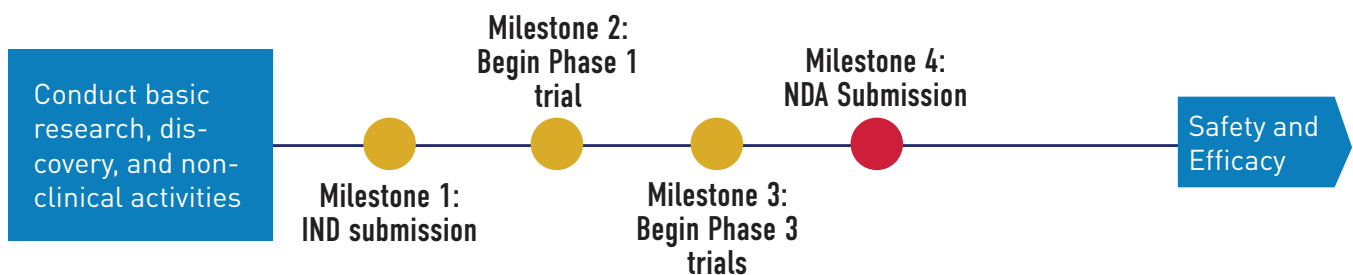 Conduct basic
research, dis-
covery, and non-
clinical activities
Milestone 1:
IND submission
Milestone 2:
Begin Phase 1
trial
Milestone 3:
Begin Phase 3
trials
Milestone 4:
NDA Submission
Safety and
Efficacy